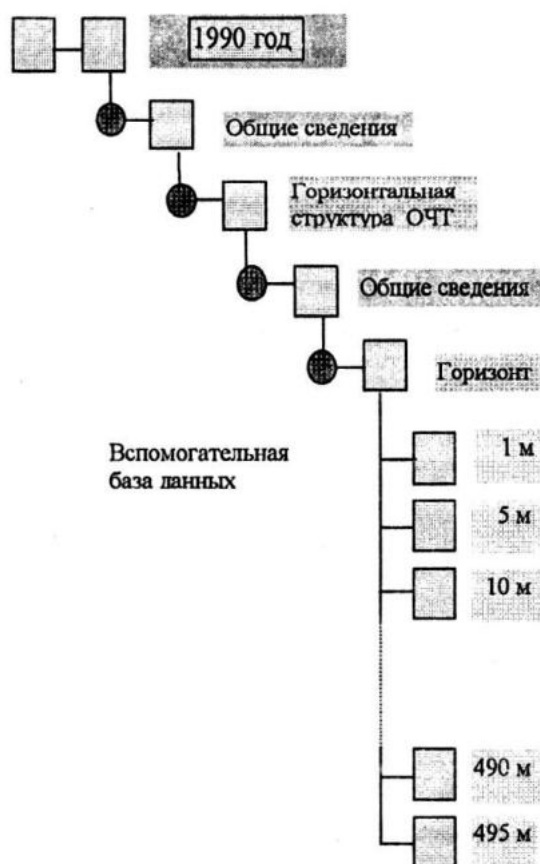 1990 год
Общие сведения
Горизонтальная
структура ОЧТ
Общие сведения
Горизонт
Вспомогательная
база данных
1 м
5 м
10 м
490 м
495 м